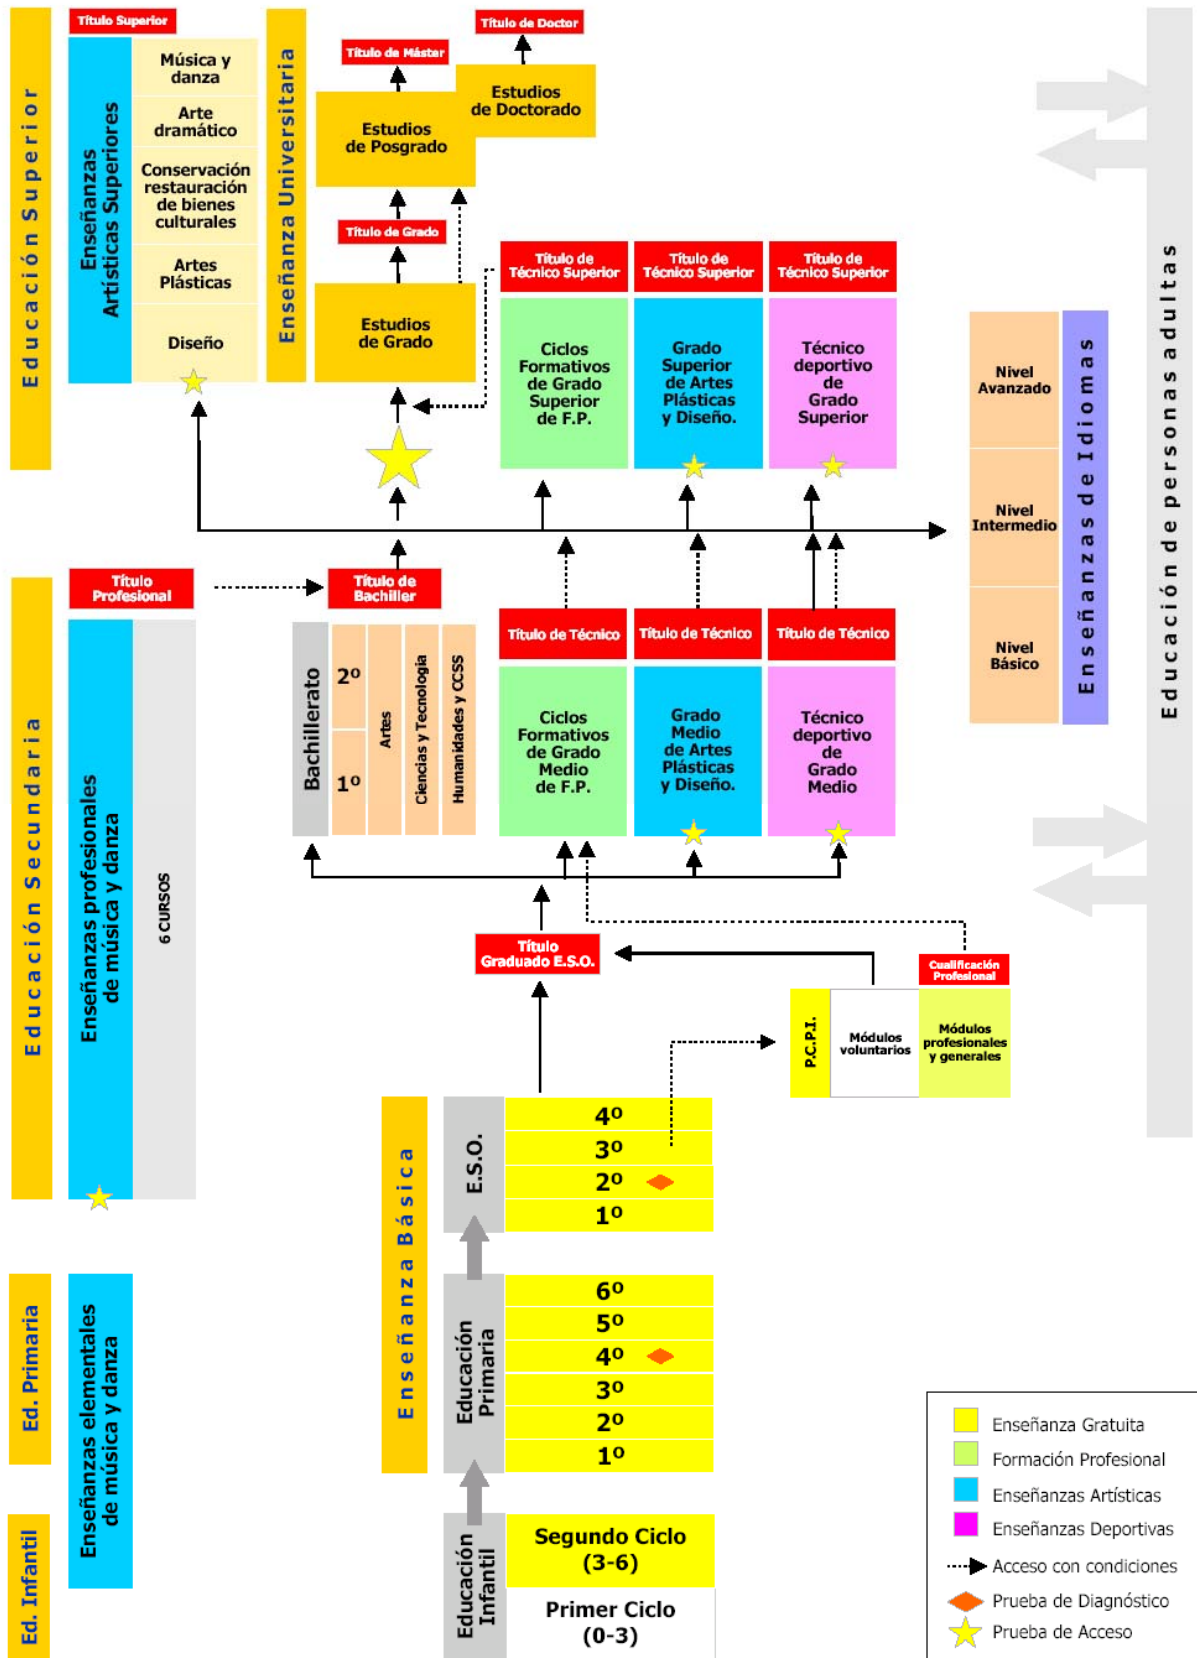 Educación Superior
Título Superior
Enseñanzas
Artísticas Superiores
Música y
danza
Arte
dramático
Conservación
restauración
de bienes
culturales
Artes
Plásticas
Diseño
Enseñanza Universitaria
Título de Máster
Título de Doctor
Estudios
de Posgrado
Estudios
de Doctorado
Título de Grado
Estudios
de Grado
Título de
Técnico Superior
Título de
Técnico Superior
Título de
Técnico Superior
Ciclos
Formativos
de Grado
Superior
de F.P.
Grado
Superior
de Artes
Plásticas
y Diseño.
Técnico
deportivo
de
Grado
Superior
Nivel
Avanzado
Nivel
Intermedio
Nivel
Básico
Enseñanzas de Idiomas
Educación de personas adultas
Educación Secundaria
Título
Profesional
Enseñanzas profesionales
de música y danza
6 CURSOS
Título de
Bachiller
Bachillerato
2º
1º
Artes
Ciencias y Tecnología
Humanidades y CCSS
Título de Técnico
Título de Técnico
Título de Técnico
Ciclos
Formativos
de Grado
Medio
de F.P.
Grado
Medio
de Artes
Plásticas
y Diseño.
Técnico
deportivo
de
Grado
Medio
Título
Graduado E.S.O.
Cualificación
Profesional
P.C.P.I.
Módulos
voluntarios
Módulos
profesionales
y generales
Enseñanza Básica
E.S.O.
4º
3º
2º
1º
Ed. Primaria
Enseñanzas elementales
de música y danza
Educación
Primaria
6º
5º
4º
3º
2º
1º
Ed. Infantil
Educación
Infantil
Segundo Ciclo
(3-6)
Primer Ciclo
(0-3)
Enseñanza Gratuita
Formación Profesional
Enseñanzas Artísticas
Enseñanzas Deportivas
Acceso con condiciones
Prueba de Diagnóstico
Prueba de Acceso